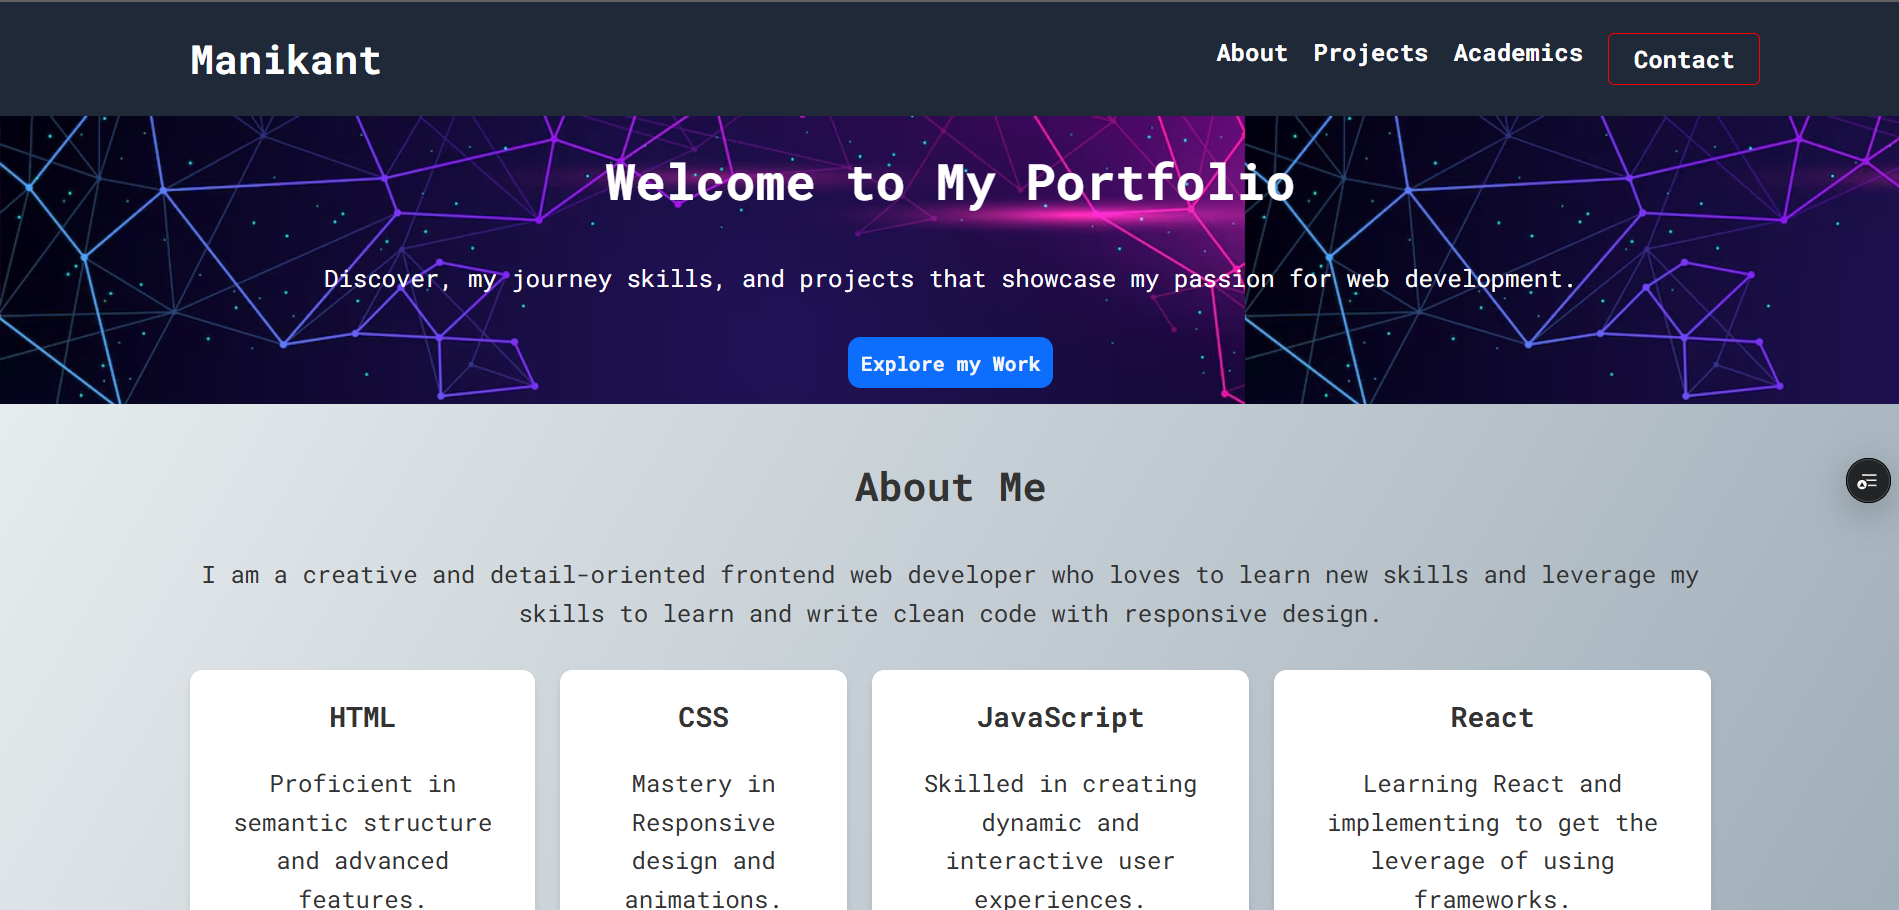 Manikant
About Projects Academics Contact
Welcome to My Portfolio
Discover, my journey skills, and projects that showcase my passion for web development.
Explore my Work
About Me
I am a creative and detail-oriented frontend web developer who loves to learn new skills and leverage my
skills to learn and write clean code with responsive design.
HTML
Proficient in
semantic structure
and advanced
features.
CSS
Mastery in
Responsive
design and
animations.
JavaScript
Skilled in creating
dynamic and
interactive user
experiences.
React
Learning React and
implementing to get the
leverage of using
frameworks.